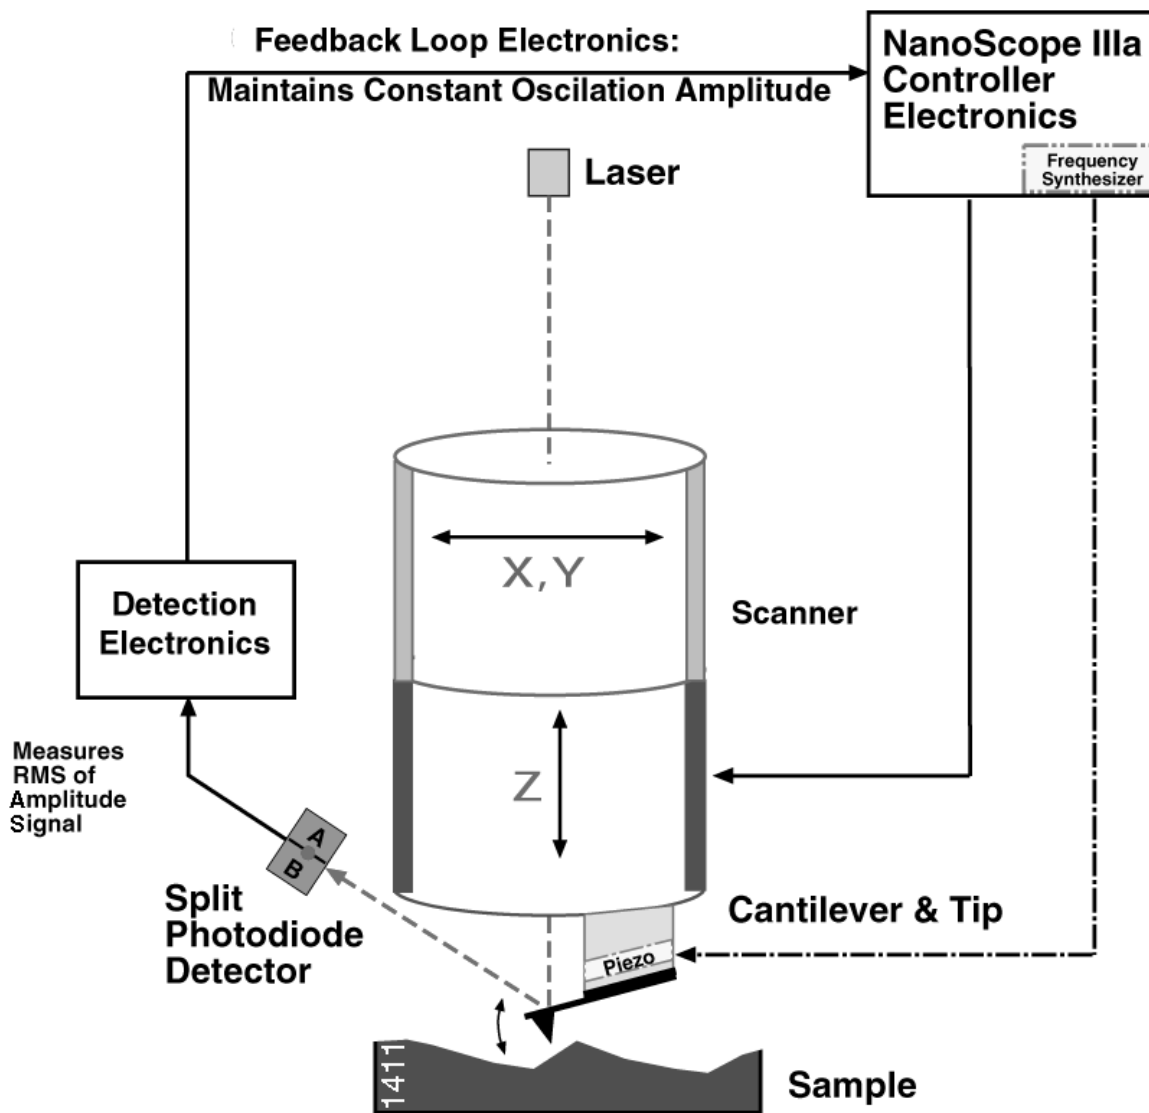 Feedback Loop Electronics:
Maintains Constant Oscilation Amplitude
NanoScope IIIa
Controller
Electronics
Frequency
Synthesizer
Laser
X, Y
Scanner
Detection
Electronics
Z
Measures
RMS of
Amplitude
Signal
A
B
Split
Photodiode
Detector
Cantilever & Tip
Piezo
1411
Sample